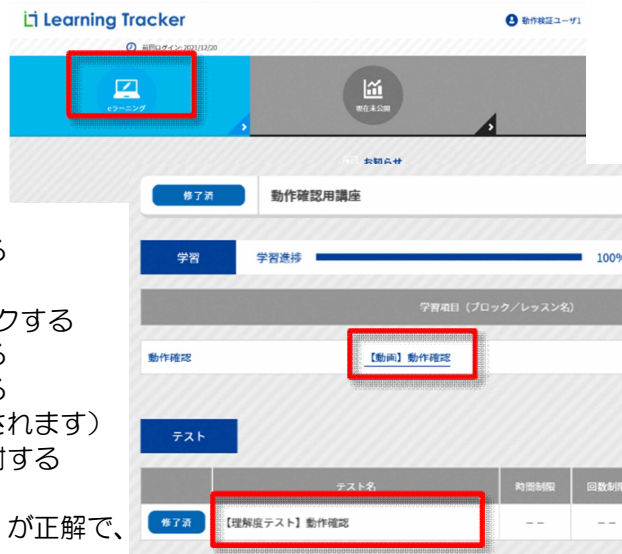 Learning Tracker
動作検証ユーザ1
前回ログイン:2021/12/20
eラーニング
現在未公開
お知らせ
修了済 動作確認用講座
学習 学習進捗 100%
学習項目（ブロック／レッスン名）
動作確認 【動画】動作確認
テスト
テスト名 時間制限 回数制限
修了済 【理解度テスト】動作確認 -- --
る
クする
る
る
されます）
対する
が正解で、